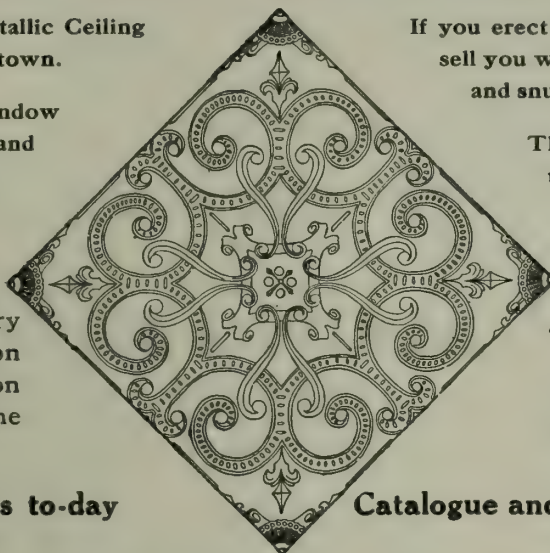 tallic Ceiling
town.
ndow
and
ry
on
on
ne
s to-day
If you erect
sell you w
and snu
Th
Catalogue and